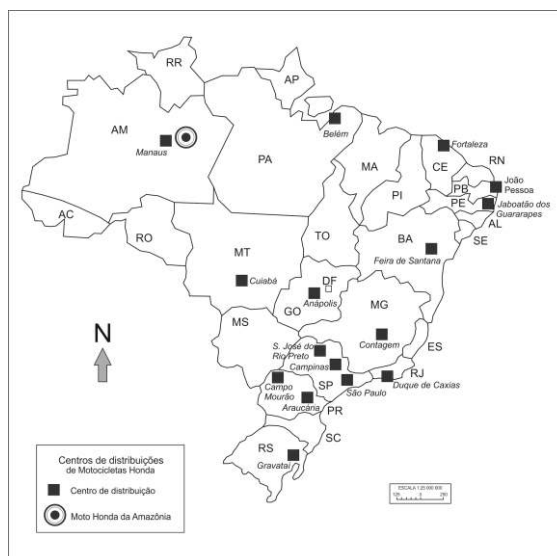 RR
AP
AM
Manaus
Belém
PA
MA
Fortaleza
CE
RN
PI
PB
João
Pessoa
PE
Jaboatão dos
Guararapes
AL
SE
AC
RO
TO
MT
BA
Feira de Santana
Cuiabá
DF
Anápolis
GO
MG
MS
Contagem
ES
S. José do
Rio Preto
Campinas
RJ
Duque de Caxias
SP
São Paulo
Campo
Mourão
Araucária
PR
SC
RS
Gravataí
N
Centros de distribuições
de Motocicletas Honda
Centro de distribuição
Moto Honda da Amazônia